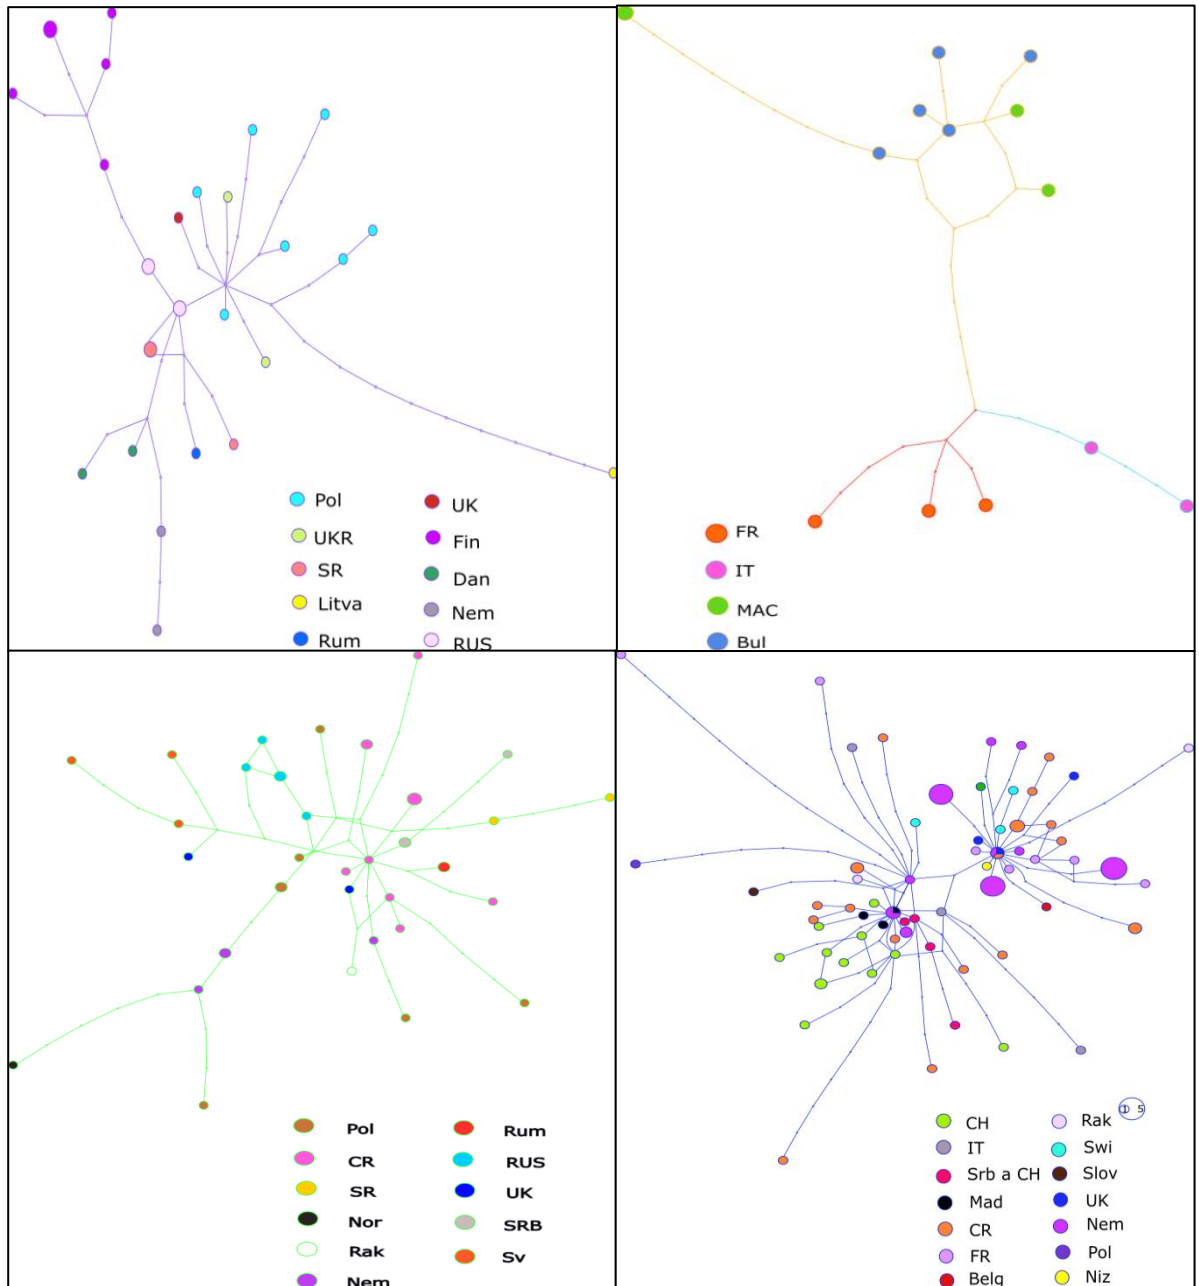 Pol
UKR
SR
Litva
Rum
UK
Fin
Dan
Nem
RUS
FR
IT
MAC
Bul
Pol
CR
SR
Nor
Rak
Nem
Rum
RUS
UK
SRB
Sv
1 5
CH
IT
Srb a CH
Mad
CR
FR
Belg
Rak
Swi
Slov
UK
Nem
Pol
Niz